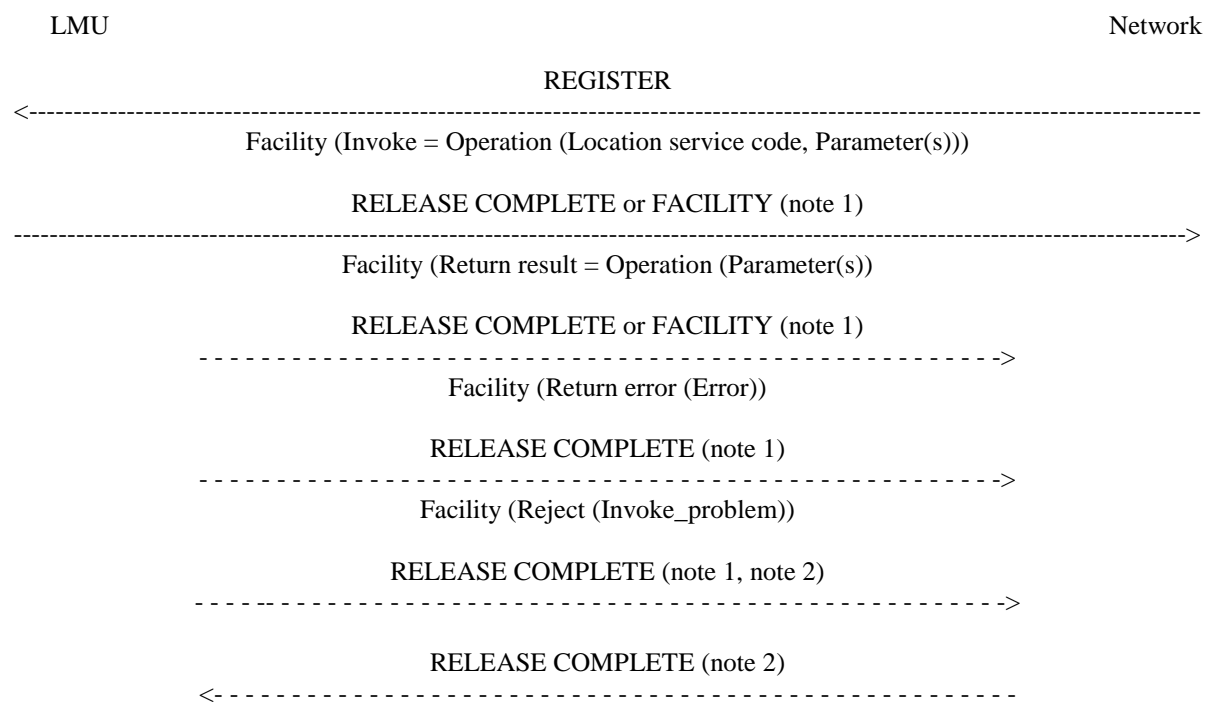 LMU Network
REGISTER
<------------------------------------------------------------------------------------------------------------------------------------
Facility (Invoke = Operation (Location service code, Parameter(s)))
RELEASE COMPLETE or FACILITY (note 1)
------------------------------------------------------------------------------------------------------------------------------------>
Facility (Return result = Operation (Parameter(s))
RELEASE COMPLETE or FACILITY (note 1)
- - - - - - - - - - - - - - - - - - - - - - - - - - - - - - - - - - - - - - - - - - - - - - - - - - - ->
Facility (Return error (Error))
RELEASE COMPLETE (note 1)
- - - - - - - - - - - - - - - - - - - - - - - - - - - - - - - - - - - - - - - - - - - - - - - - - - - ->
Facility (Reject (Invoke_problem))
RELEASE COMPLETE (note 1, note 2)
- - - - -- - - - - - - - - - - - - - - - - - - - - - - - - - - - - - - - - - - - - - - - - - - - - - - ->
RELEASE COMPLETE (note 2)
<- - - - - - - - - - - - - - - - - - - - - - - - - - - - - - - - - - - - - - - - - - - - - - - - - - - -